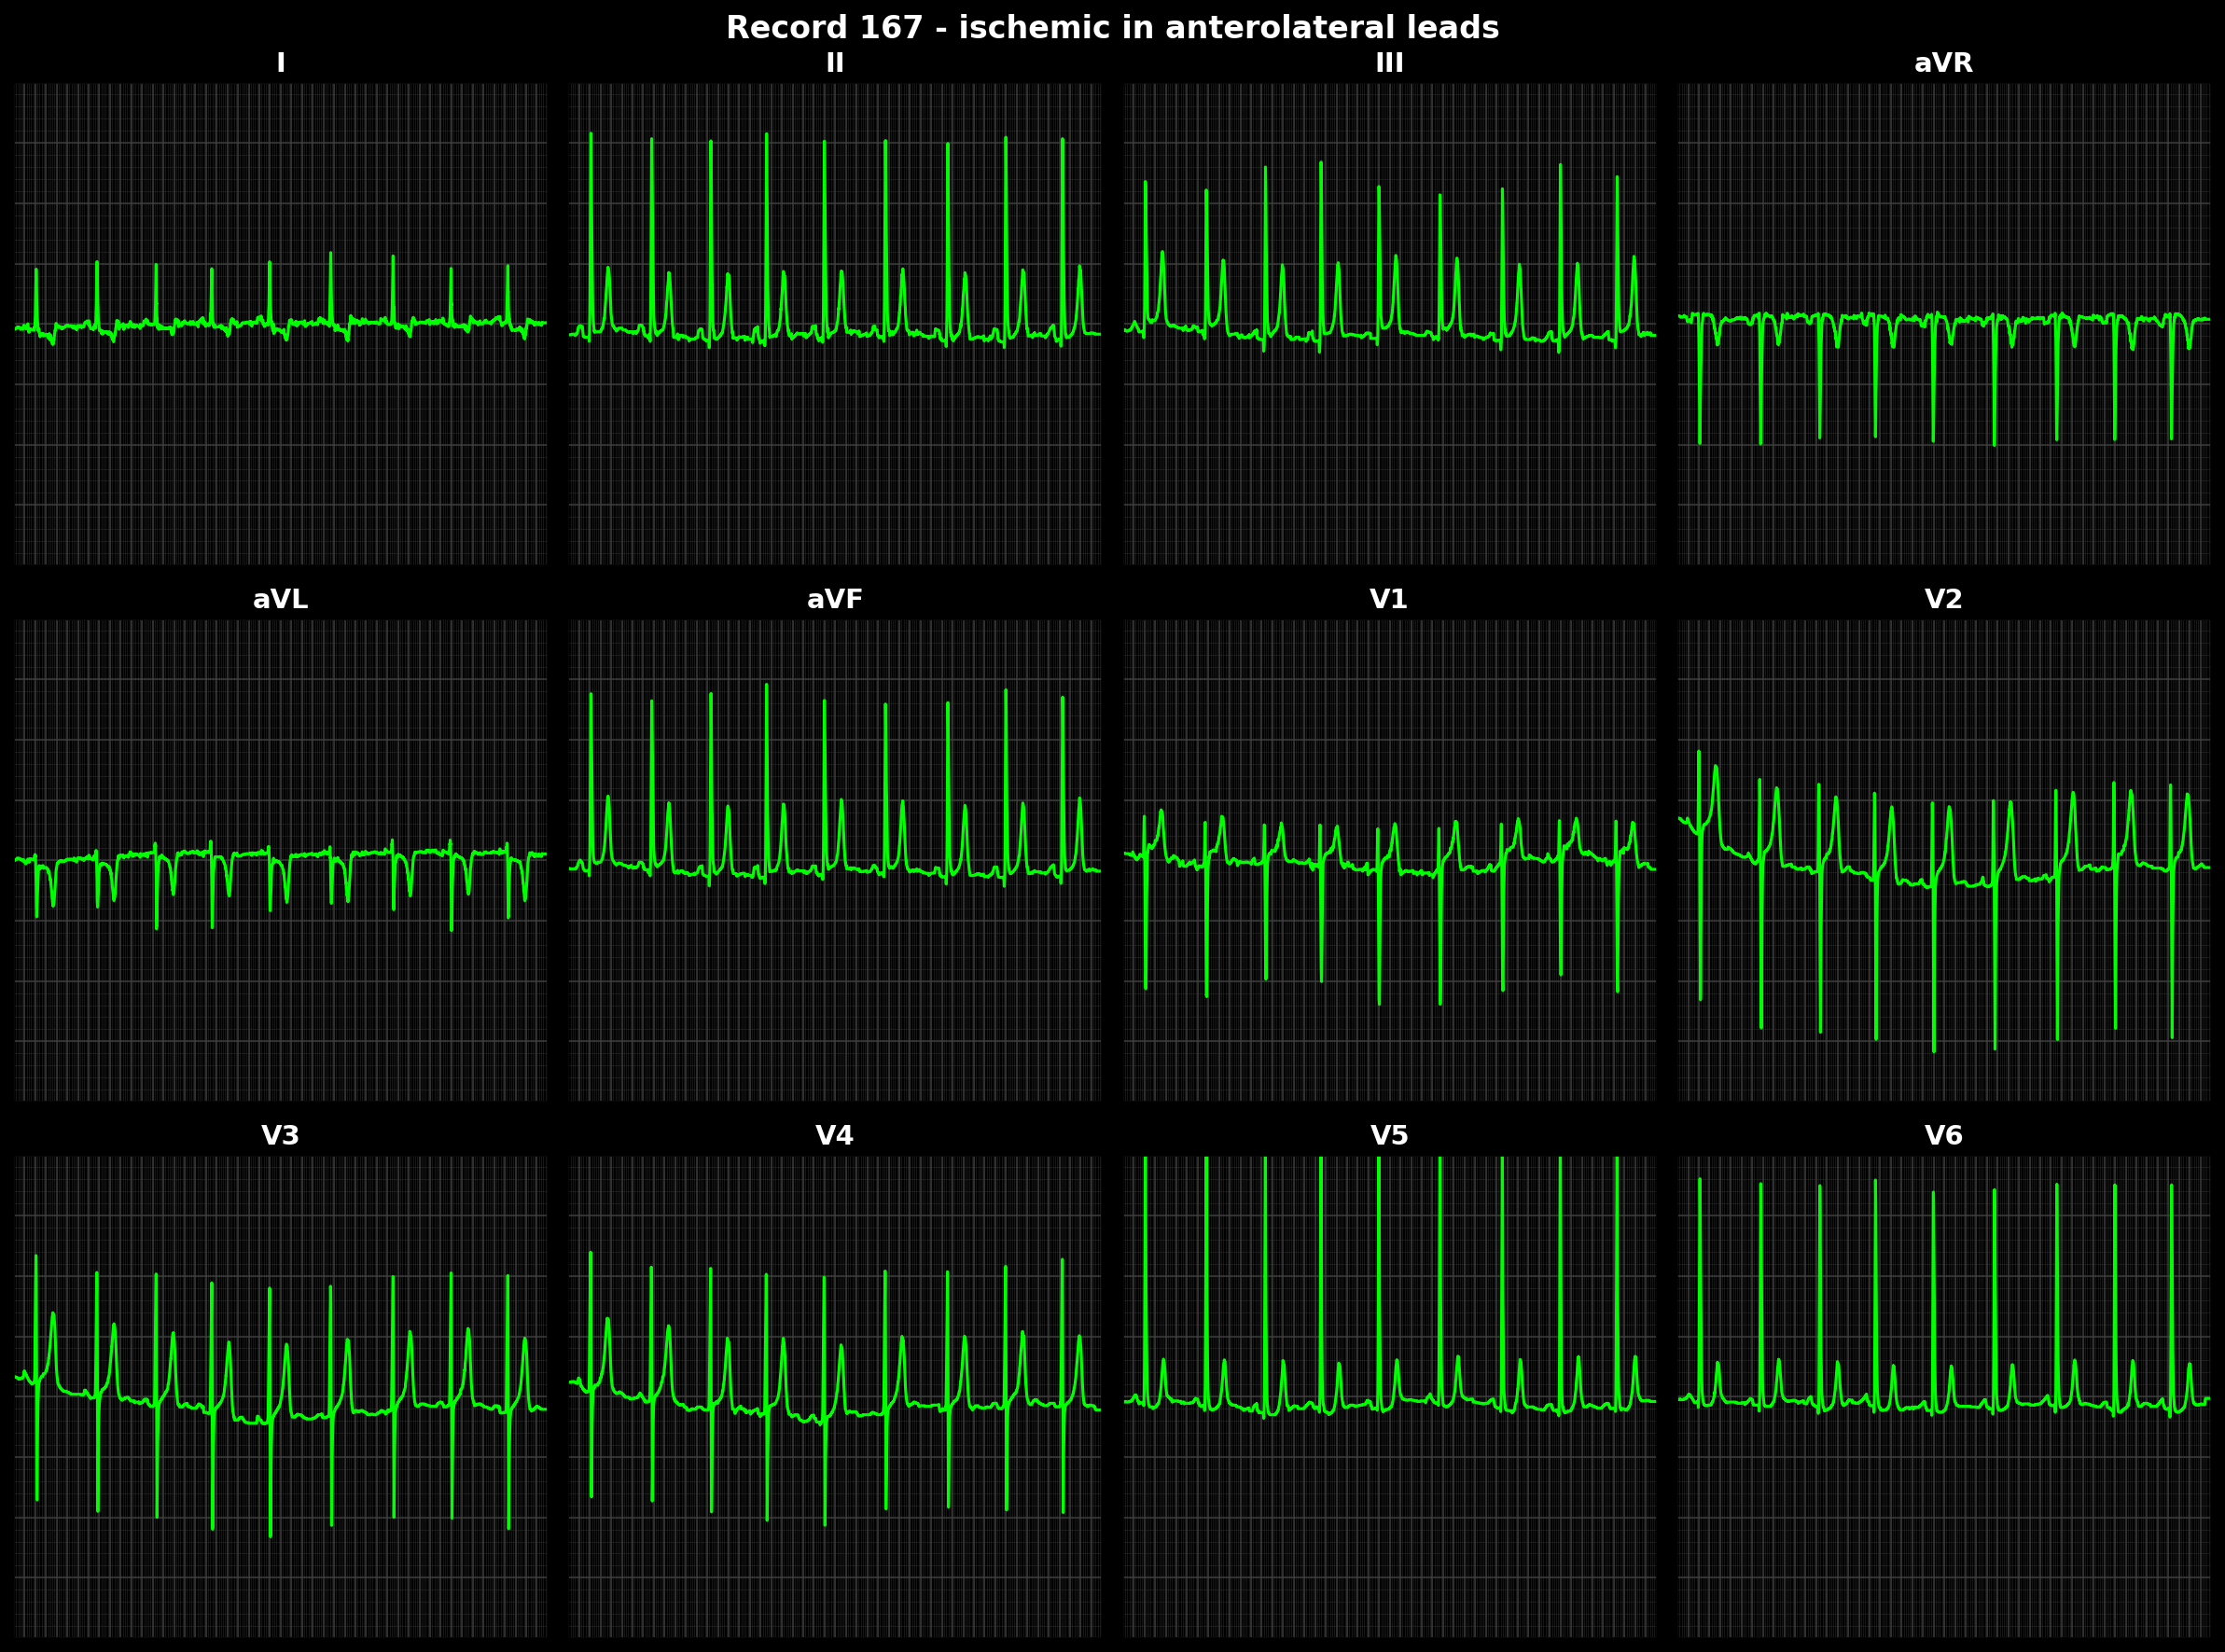 Record 167 - ischemic in anterolateral leads
I II III aVR
aVL aVF V1 V2
V3 V4 V5 V6